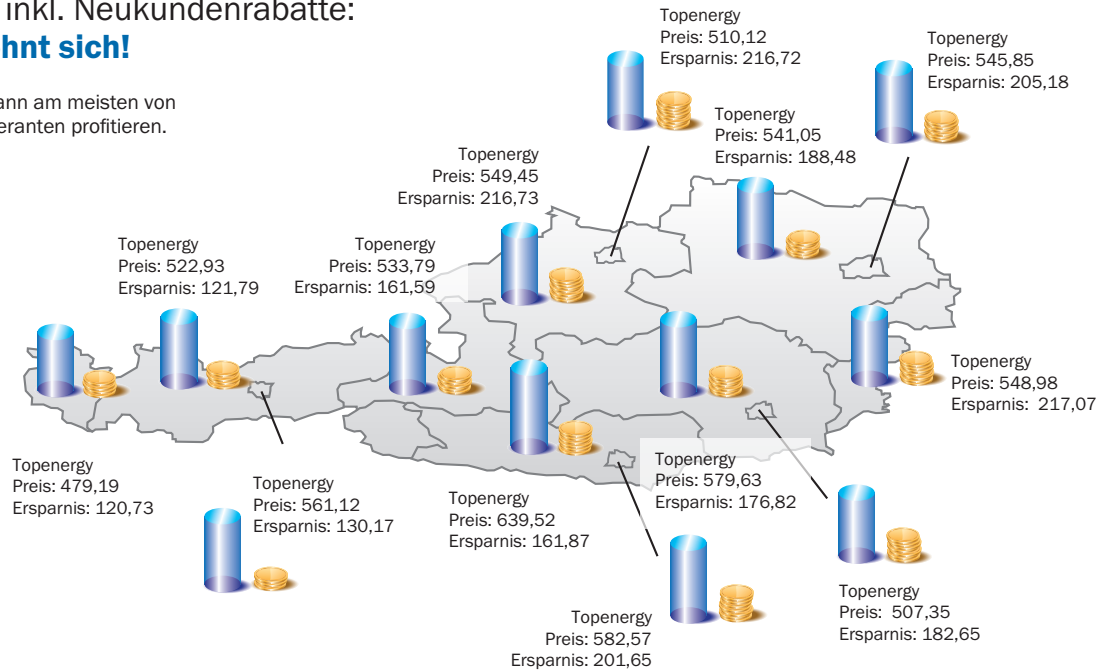 inkl. Neukundenrabatte:
hnt sich!
ann am meisten von
eranten profitieren.
Topenergy
Preis: 510,12
Ersparnis: 216,72
Topenergy
Preis: 545,85
Ersparnis: 205,18
Topenergy
Preis: 541,05
Ersparnis: 188,48
Topenergy
Preis: 549,45
Ersparnis: 216,73
Topenergy
Preis: 522,93
Ersparnis: 121,79
Topenergy
Preis: 533,79
Ersparnis: 161,59
Topenergy
Preis: 548,98
Ersparnis: 217,07
Topenergy
Preis: 479,19
Ersparnis: 120,73
Topenergy
Preis: 561,12
Ersparnis: 130,17
Topenergy
Preis: 639,52
Ersparnis: 161,87
Topenergy
Preis: 579,63
Ersparnis: 176,82
Topenergy
Preis: 582,57
Ersparnis: 201,65
Topenergy
Preis: 507,35
Ersparnis: 182,65